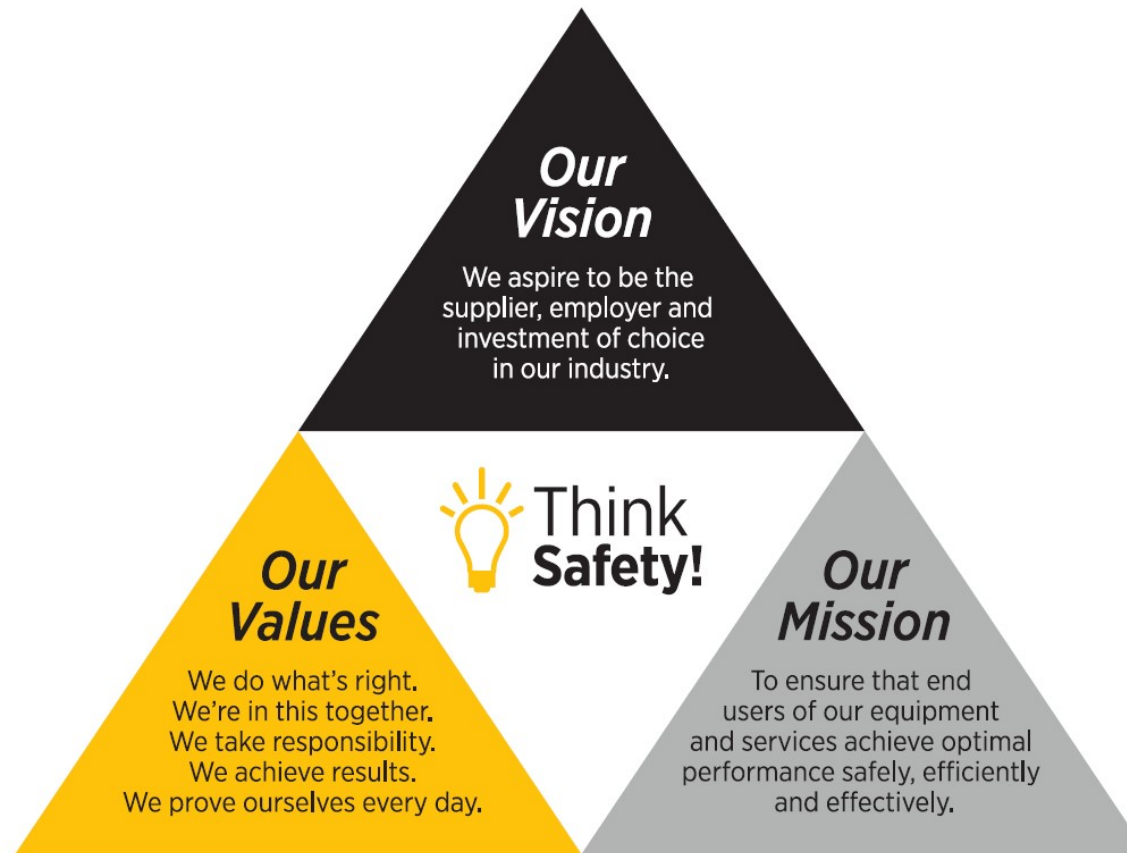 Our
Vision
We aspire to be the
supplier, employer and
investment of choice
in our industry.
Think
Safety!
Our
Values
We do what’s right.
We’re in this together.
We take responsibility.
We achieve results.
We prove ourselves every day.
Our
Mission
To ensure that end
users of our equipment
and services achieve optimal
performance safely, efficiently
and effectively.